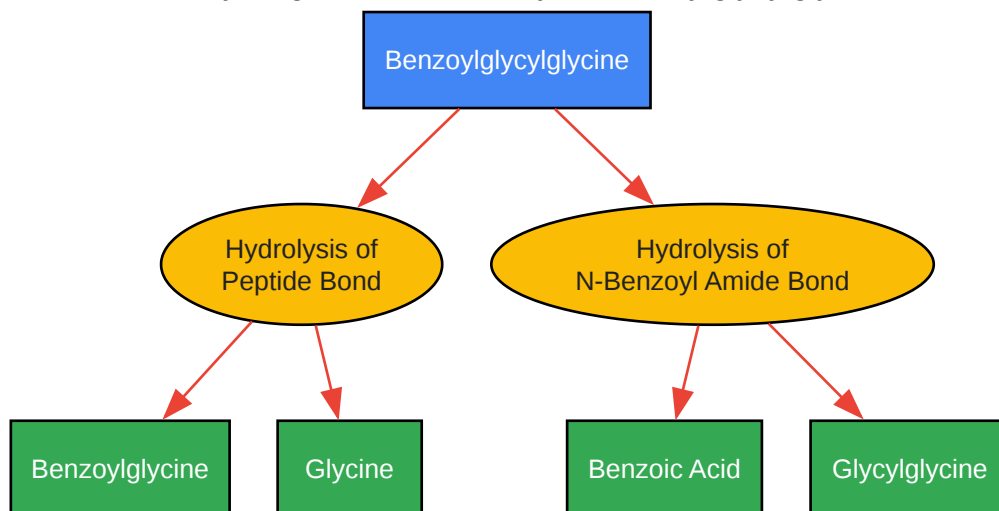 Benzoylglycylglycine
Hydrolysis of
Peptide Bond
Hydrolysis of
N-Benzoyl Amide Bond
Benzoylglycine
Glycine
Benzoic Acid
Glycylglycine